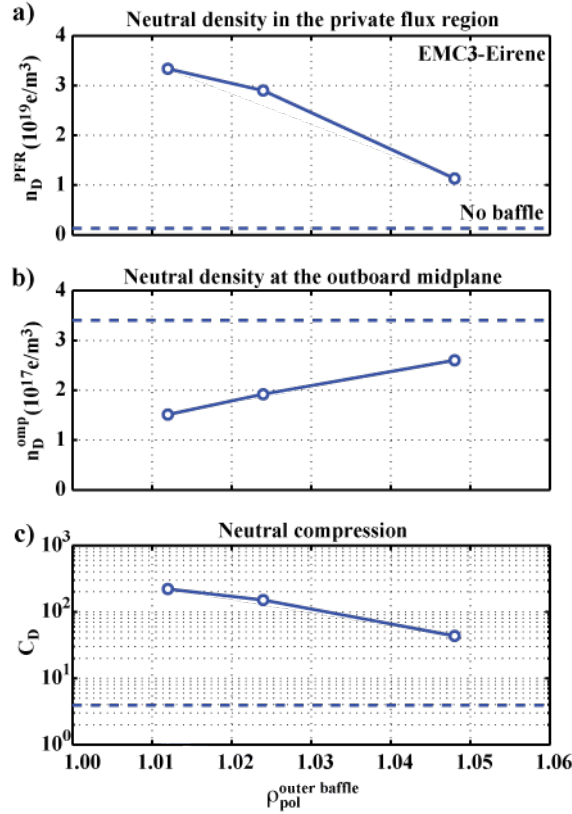 a) Neutral density in the private flux region
EMC3-Eirene
n_D^PFR (10^19 e/m^3)
4
3
2
1
0
No baffle
b) Neutral density at the outboard midplane
n_D^omp (10^17 e/m^3)
4
3
2
1
0
c) Neutral compression
C_D
10^3
10^2
10^1
10^0
1.00 1.01 1.02 1.03 1.04 1.05 1.06
ρ_pol^outer baffle